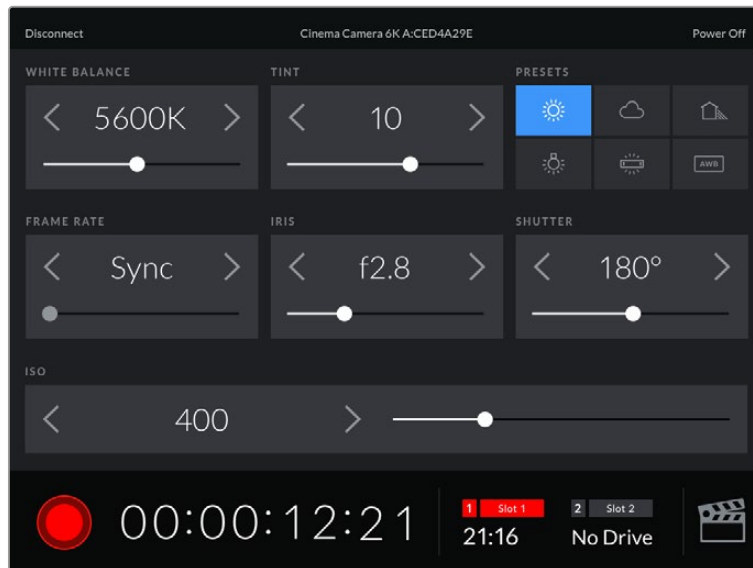 Disconnect Cinema Camera 6K A:CED4A29E Power Off
WHITE BALANCE TINT PRESETS
5600K 10
AWB
FRAME RATE IRIS SHUTTER
Sync f2.8 180°
ISO
400
00:00:12:21
1 Slot 1 2 Slot 2
21:16 No Drive